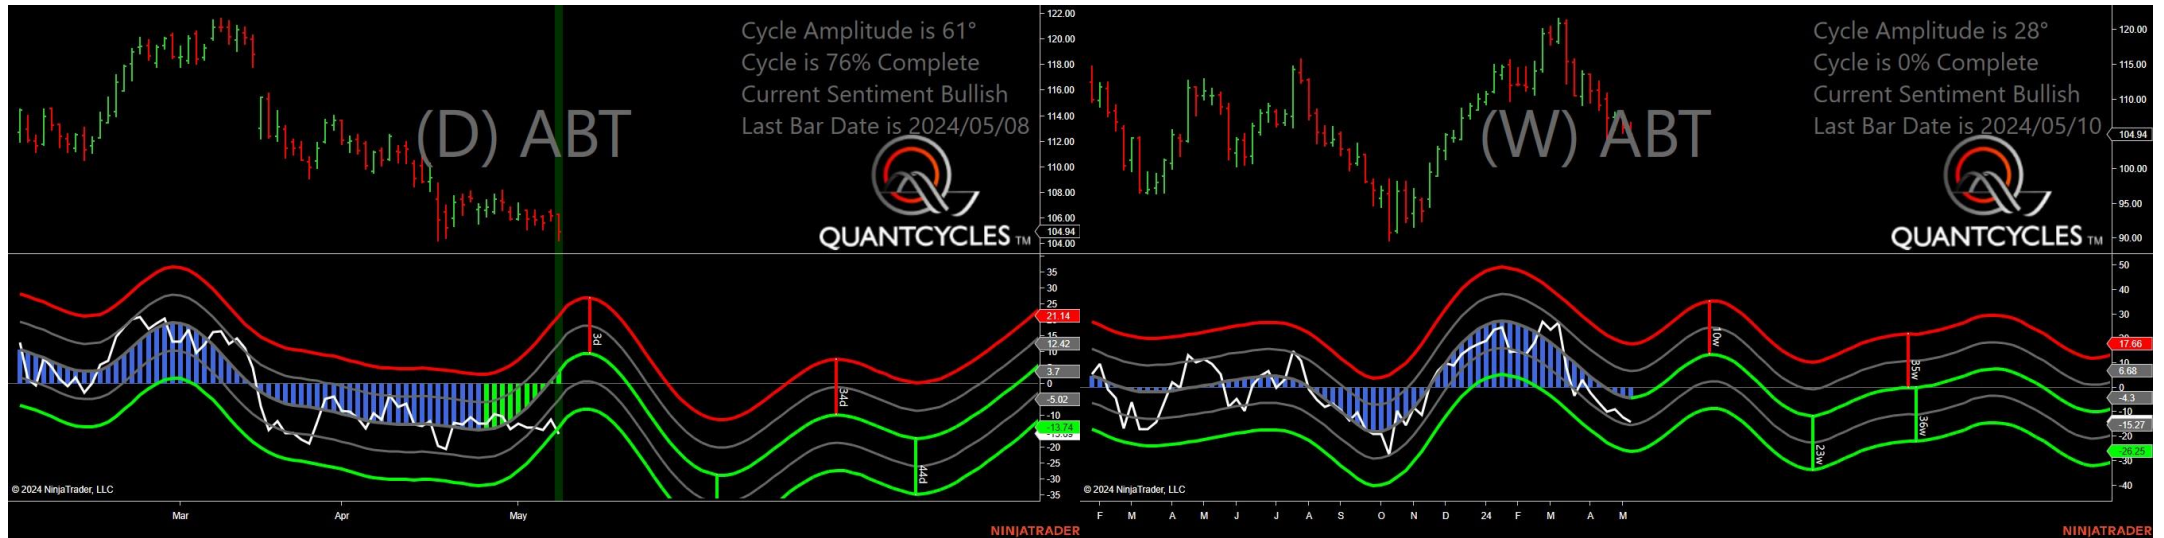 Cycle Amplitude is 61°
Cycle is 76% Complete
Current Sentiment Bullish
Last Bar Date is 2024/05/08
(D) ABT
QUANTCYCLES TM
122.00
120.00
118.00
116.00
114.00
112.00
110.00
108.00
106.00
104.94
104.00
35
30
25
21.14
15
12.42
10
3.7
0
-5.02
-10
-13.74
-20
-25
-30
-35
3d
34d
44d
© 2024 NinjaTrader, LLC
Mar Apr May
NINJATRADER
Cycle Amplitude is 28°
Cycle is 0% Complete
Current Sentiment Bullish
Last Bar Date is 2024/05/10
(W) ABT
QUANTCYCLES TM
120.00
115.00
110.00
104.94
100.00
95.00
90.00
50
40
30
17.66
10
6.68
0
-4.3
-10
-15.27
-20
-26.25
-30
-40
10w
23w
35w
36w
© 2024 NinjaTrader, LLC
F M A M J J A S O N D 24 F M A M
NINJATRADER